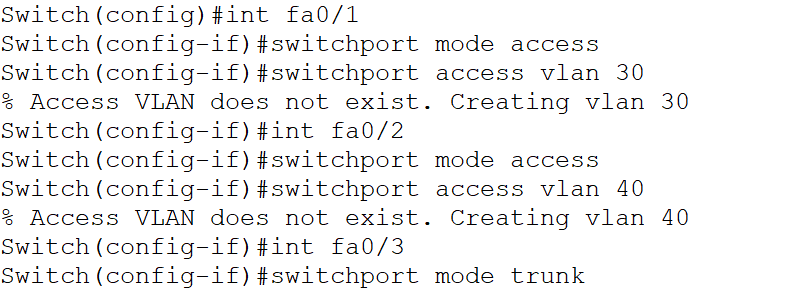 Switch(config)#int fa0/1
Switch(config-if)#switchport mode access
Switch(config-if)#switchport access vlan 30
% Access VLAN does not exist. Creating vlan 30
Switch(config-if)#int fa0/2
Switch(config-if)#switchport mode access
Switch(config-if)#switchport access vlan 40
% Access VLAN does not exist. Creating vlan 40
Switch(config-if)#int fa0/3
Switch(config-if)#switchport mode trunk